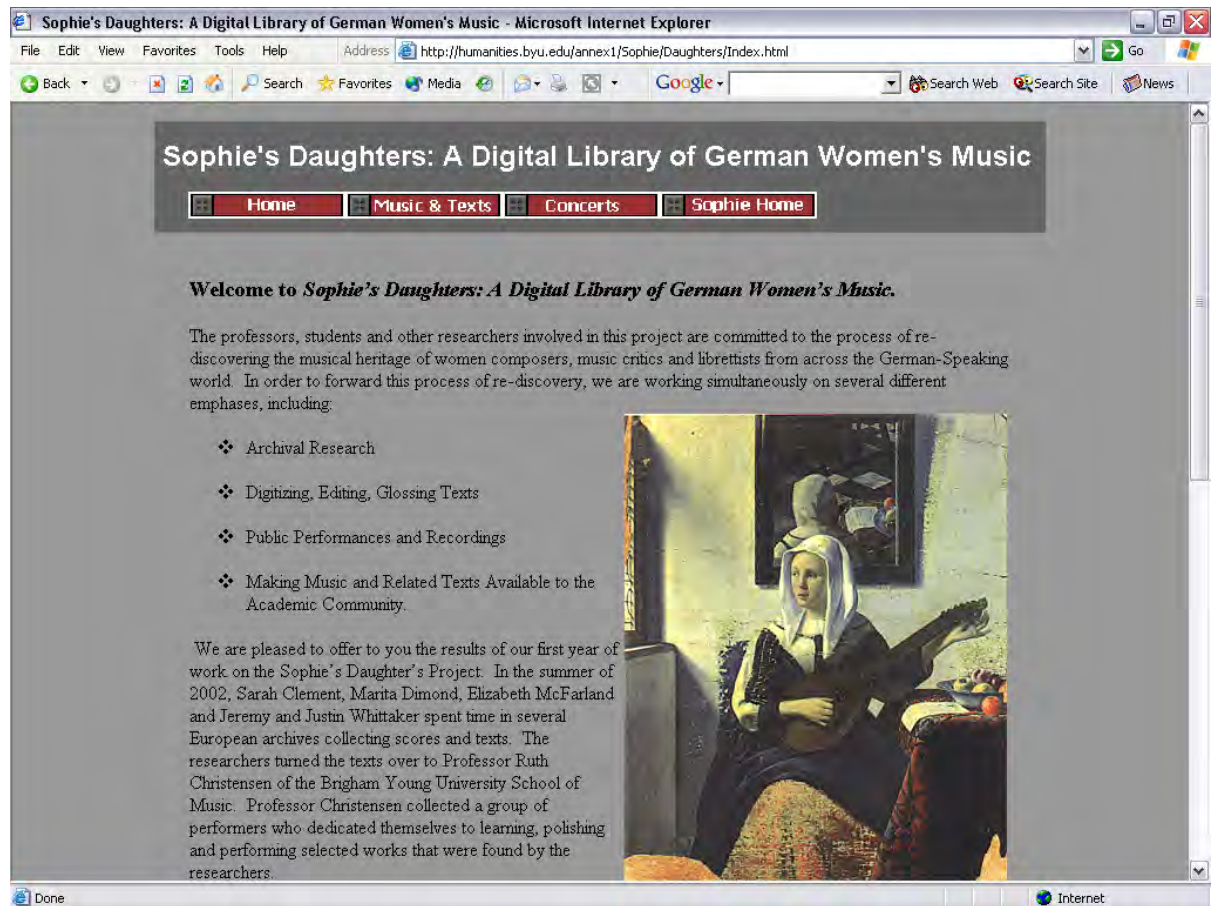 Sophie's Daughters: A Digital Library of German Women's Music - Microsoft Internet Explorer
File Edit View Favorites Tools Help Address http://humanities.byu.edu/annex1/Sophie/Daughters/Index.html Go
Back Search Favorites Media Google Search Web Search Site News
Sophie's Daughters: A Digital Library of German Women's Music
Home Music & Texts Concerts Sophie Home
Welcome to Sophie's Daughters: A Digital Library of German Women's Music.
The professors, students and other researchers involved in this project are committed to the process of re-
discovering the musical heritage of women composers, music critics and librettists from across the German-Speaking
world. In order to forward this process of re-discovery, we are working simultaneously on several different
emphases, including:
❖ Archival Research
❖ Digitizing, Editing, Glossing Texts
❖ Public Performances and Recordings
❖ Making Music and Related Texts Available to the
Academic Community.
We are pleased to offer to you the results of our first year of
work on the Sophie's Daughter's Project. In the summer of
2002, Sarah Clement, Marita Dimond, Elizabeth McFarland
and Jeremy and Justin Whittaker spent time in several
European archives collecting scores and texts. The
researchers turned the texts over to Professor Ruth
Christensen of the Brigham Young University School of
Music. Professor Christensen collected a group of
performers who dedicated themselves to learning, polishing
and performing selected works that were found by the
researchers.
Done Internet